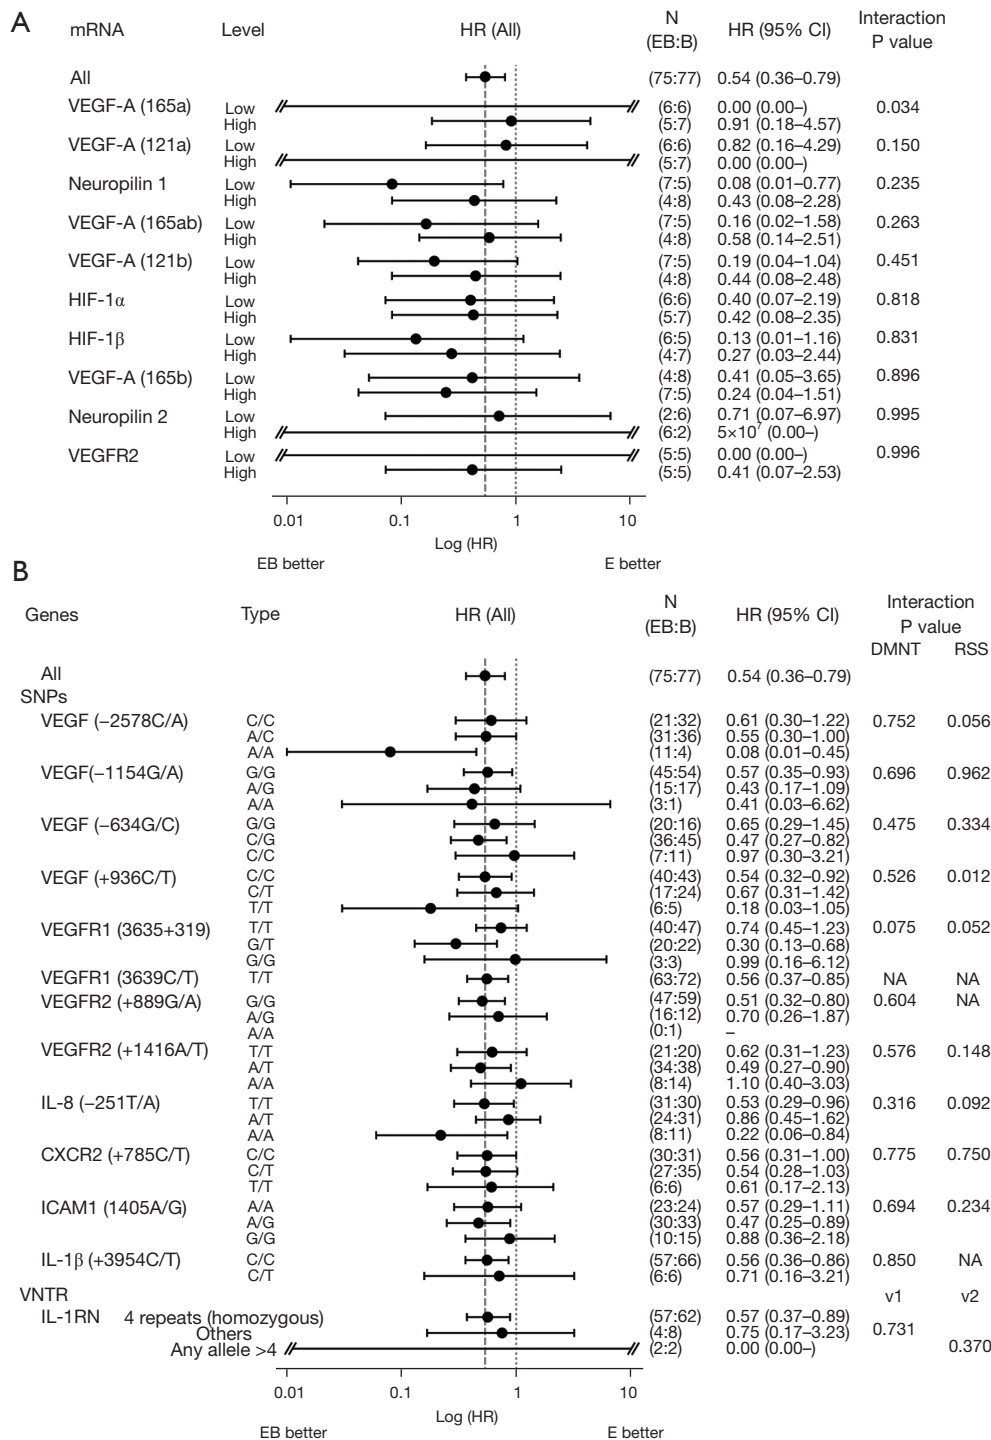 A
mRNA Level HR (All) N (EB:B) HR (95% CI) Interaction P value
All (75:77) 0.54 (0.36–0.79)
VEGF-A (165a) Low (6:6) 0.00 (0.00–) 0.034
High (5:7) 0.91 (0.18–4.57)
VEGF-A (121a) Low (6:6) 0.82 (0.16–4.29) 0.150
High (5:7) 0.00 (0.00–)
Neuropilin 1 Low (7:5) 0.08 (0.01–0.77) 0.235
High (4:8) 0.43 (0.08–2.28)
VEGF-A (165ab) Low (7:5) 0.16 (0.02–1.58) 0.263
High (4:8) 0.58 (0.14–2.51)
VEGF-A (121b) Low (7:5) 0.19 (0.04–1.04) 0.451
High (4:8) 0.44 (0.08–2.48)
HIF-1α Low (6:6) 0.40 (0.07–2.19) 0.818
High (5:7) 0.42 (0.08–2.35)
HIF-1β Low (6:5) 0.13 (0.01–1.16) 0.831
High (4:7) 0.27 (0.03–2.44)
VEGF-A (165b) Low (4:8) 0.41 (0.05–3.65) 0.896
High (7:5) 0.24 (0.04–1.51)
Neuropilin 2 Low (2:6) 0.71 (0.07–6.97) 0.995
High (6:2) 5×10⁷ (0.00–)
VEGFR2 Low (5:5) 0.00 (0.00–) 0.996
High (5:5) 0.41 (0.07–2.53)
0.01 0.1 1 10
Log (HR)
EB better E better
B
Genes Type HR (All) N (EB:B) HR (95% CI) Interaction P value
DMNT RSS
All (75:77) 0.54 (0.36–0.79)
SNPs
VEGF (−2578C/A) C/C (21:32) 0.61 (0.30–1.22) 0.752 0.056
A/C (31:36) 0.55 (0.30–1.00)
A/A (11:4) 0.08 (0.01–0.45)
VEGF(−1154G/A) G/G (45:54) 0.57 (0.35–0.93) 0.696 0.962
A/G (15:17) 0.43 (0.17–1.09)
A/A (3:1) 0.41 (0.03–6.62)
VEGF (−634G/C) G/G (20:16) 0.65 (0.29–1.45) 0.475 0.334
C/G (36:45) 0.47 (0.27–0.82)
C/C (7:11) 0.97 (0.30–3.21)
VEGF (+936C/T) C/C (40:43) 0.54 (0.32–0.92) 0.526 0.012
C/T (17:24) 0.67 (0.31–1.42)
T/T (6:5) 0.18 (0.03–1.05)
VEGFR1 (3635+319) T/T (40:47) 0.74 (0.45–1.23) 0.075 0.052
G/T (20:22) 0.30 (0.13–0.68)
G/G (3:3) 0.99 (0.16–6.12)
VEGFR1 (3639C/T) T/T (63:72) 0.56 (0.37–0.85) NA NA
VEGFR2 (+889G/A) G/G (47:59) 0.51 (0.32–0.80) 0.604 NA
A/G (16:12) 0.70 (0.26–1.87)
A/A (0:1) –
VEGFR2 (+1416A/T) T/T (21:20) 0.62 (0.31–1.23) 0.576 0.148
A/T (34:38) 0.49 (0.27–0.90)
A/A (8:14) 1.10 (0.40–3.03)
IL-8 (−251T/A) T/T (31:30) 0.53 (0.29–0.96) 0.316 0.092
A/T (24:31) 0.86 (0.45–1.62)
A/A (8:11) 0.22 (0.06–0.84)
CXCR2 (+785C/T) C/C (30:31) 0.56 (0.31–1.00) 0.775 0.750
C/T (27:35) 0.54 (0.28–1.03)
T/T (6:6) 0.61 (0.17–2.13)
ICAM1 (1405A/G) A/A (23:24) 0.57 (0.29–1.11) 0.694 0.234
A/G (30:33) 0.47 (0.25–0.89)
G/G (10:15) 0.88 (0.36–2.18)
IL-1β (+3954C/T) C/C (57:66) 0.56 (0.36–0.86) 0.850 NA
C/T (6:6) 0.71 (0.16–3.21)
VNTR v1 v2
IL-1RN 4 repeats (homozygous) (57:62) 0.57 (0.37–0.89)
Others (4:8) 0.75 (0.17–3.23) 0.731
Any allele >4 (2:2) 0.00 (0.00–) 0.370
0.01 0.1 1 10
Log (HR)
EB better E better